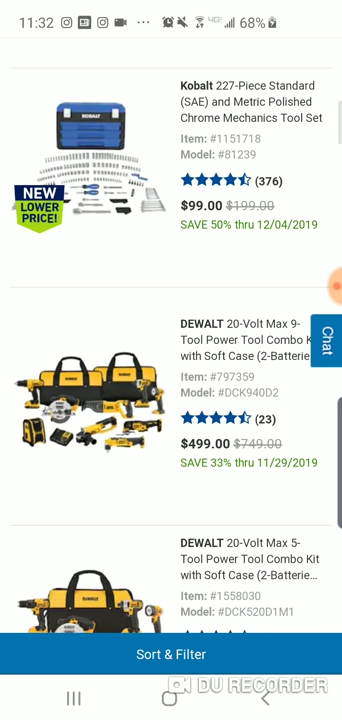 11:32 68%
Kobalt 227-Piece Standard
(SAE) and Metric Polished
Chrome Mechanics Tool Set
Item: #1151718
Model: #81239
(376)
$99.00 $199.00
SAVE 50% thru 12/04/2019
KOBALT
NEW
LOWER
PRICE!
DEWALT 20-Volt Max 9-
Tool Power Tool Combo K
with Soft Case (2-Batterie
Item: #797359
Model: #DCK940D2
(23)
$499.00 $749.00
SAVE 33% thru 11/29/2019
Chat
DEWALT 20-Volt Max 5-
Tool Power Tool Combo Kit
with Soft Case (2-Batterie...
Item: #1558030
Model: #DCK520D1M1
Sort & Filter
DU RECORDER